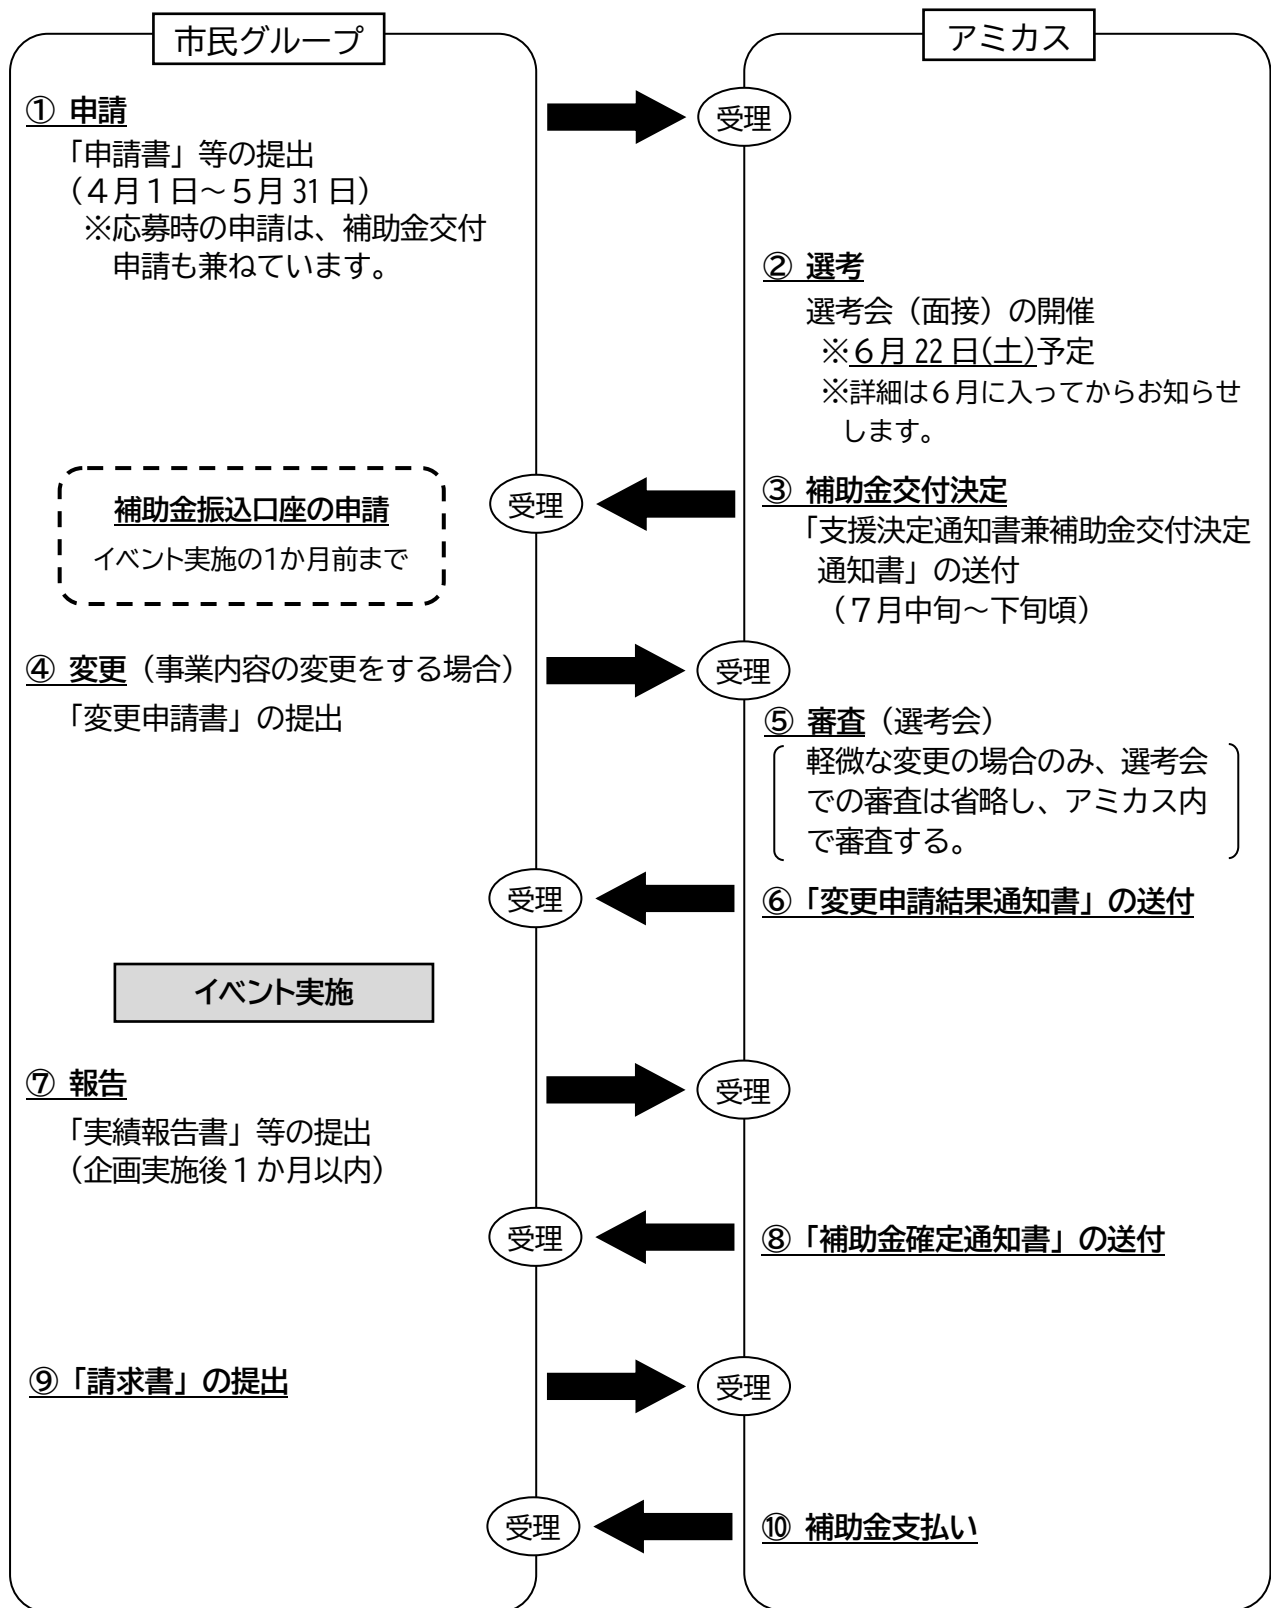 市民グループ
アミカス
① 申請
受理
「申請書」等の提出
（４月１日～５月 31 日）
※応募時の申請は、補助金交付
申請も兼ねています。
② 選考
選考会（面接）の開催
※６月 22 日(土)予定
※詳細は６月に入ってからお知らせ
します。
補助金振込口座の申請
イベント実施の1か月前まで
受理
③ 補助金交付決定
「支援決定通知書兼補助金交付決定
通知書」の送付
（７月中旬～下旬頃）
④ 変更（事業内容の変更をする場合）
受理
「変更申請書」の提出
⑤ 審査（選考会）
軽微な変更の場合のみ、選考会
での審査は省略し、アミカス内
で審査する。
受理
⑥「変更申請結果通知書」の送付
イベント実施
⑦ 報告
受理
「実績報告書」等の提出
（企画実施後１か月以内）
受理
⑧「補助金確定通知書」の送付
⑨「請求書」の提出
受理
受理
⑩ 補助金支払い